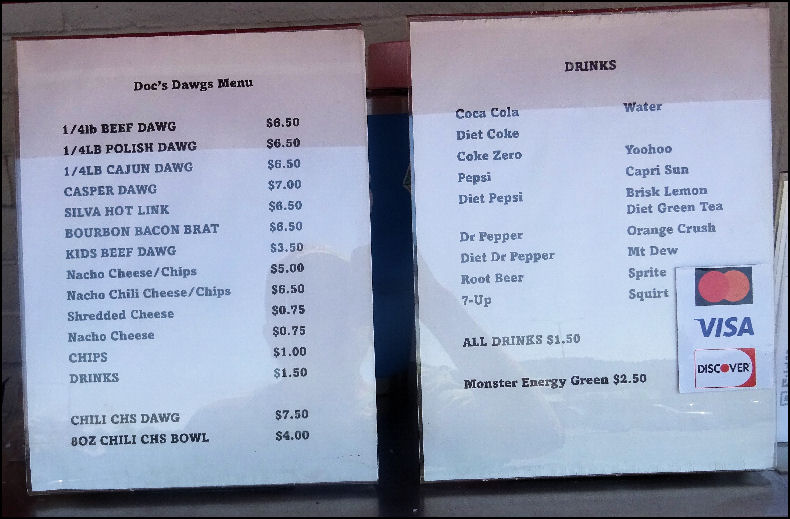 Doc's Dawgs Menu
1/4lb BEEF DAWG $6.50
1/4LB POLISH DAWG $6.50
1/4LB CAJUN DAWG $6.50
CASPER DAWG $7.00
SILVA HOT LINK $6.50
BOURBON BACON BRAT $6.50
KIDS BEEF DAWG $3.50
Nacho Cheese/Chips $5.00
Nacho Chili Cheese/Chips $6.50
Shredded Cheese $0.75
Nacho Cheese $0.75
CHIPS $1.00
DRINKS $1.50
CHILI CHS DAWG $7.50
8OZ CHILI CHS BOWL $4.00
DRINKS
Coca Cola
Diet Coke
Coke Zero
Pepsi
Diet Pepsi
Dr Pepper
Diet Dr Pepper
Root Beer
7-Up
Water
Yoohoo
Capri Sun
Brisk Lemon
Diet Green Tea
Orange Crush
Mt Dew
Sprite
Squirt
ALL DRINKS $1.50
Monster Energy Green $2.50
VISA
DISCOVER